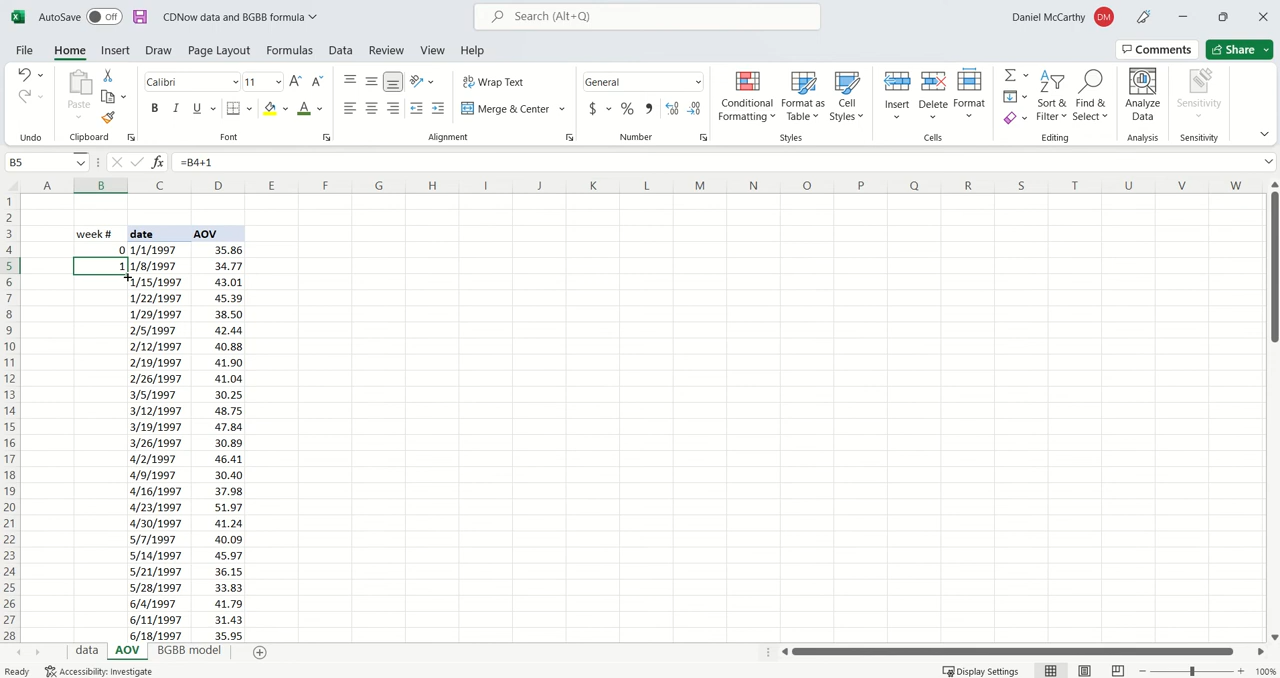 AutoSave Off CDNow data and BGBB formula Search (Alt+Q) Daniel McCarthy DM
File Home Insert Draw Page Layout Formulas Data Review View Help Comments Share
Calibri 11 Wrap Text General
Paste Merge & Center Conditional Formatting Format as Table Cell Styles Insert Delete Format Sort & Filter Find & Select Analyze Data Sensitivity
Undo Clipboard Font Alignment Number Styles Cells Editing Analysis Sensitivity
B5 fx =B4+1
A B C D E F G H I J K L M N O P Q R S T U V W
1
2
3 week # date AOV
4 0 1/1/1997 35.86
5 1 1/8/1997 34.77
6 1/15/1997 43.01
7 1/22/1997 45.39
8 1/29/1997 38.50
9 2/5/1997 42.44
10 2/12/1997 40.88
11 2/19/1997 41.90
12 2/26/1997 41.04
13 3/5/1997 30.25
14 3/12/1997 48.75
15 3/19/1997 47.84
16 3/26/1997 30.89
17 4/2/1997 46.41
18 4/9/1997 30.40
19 4/16/1997 37.98
20 4/23/1997 51.97
21 4/30/1997 41.24
22 5/7/1997 40.09
23 5/14/1997 45.97
24 5/21/1997 36.15
25 5/28/1997 33.83
26 6/4/1997 41.79
27 6/11/1997 31.43
28 6/18/1997 35.95
data AOV BGBB model
Ready Accessibility: Investigate Display Settings 100%